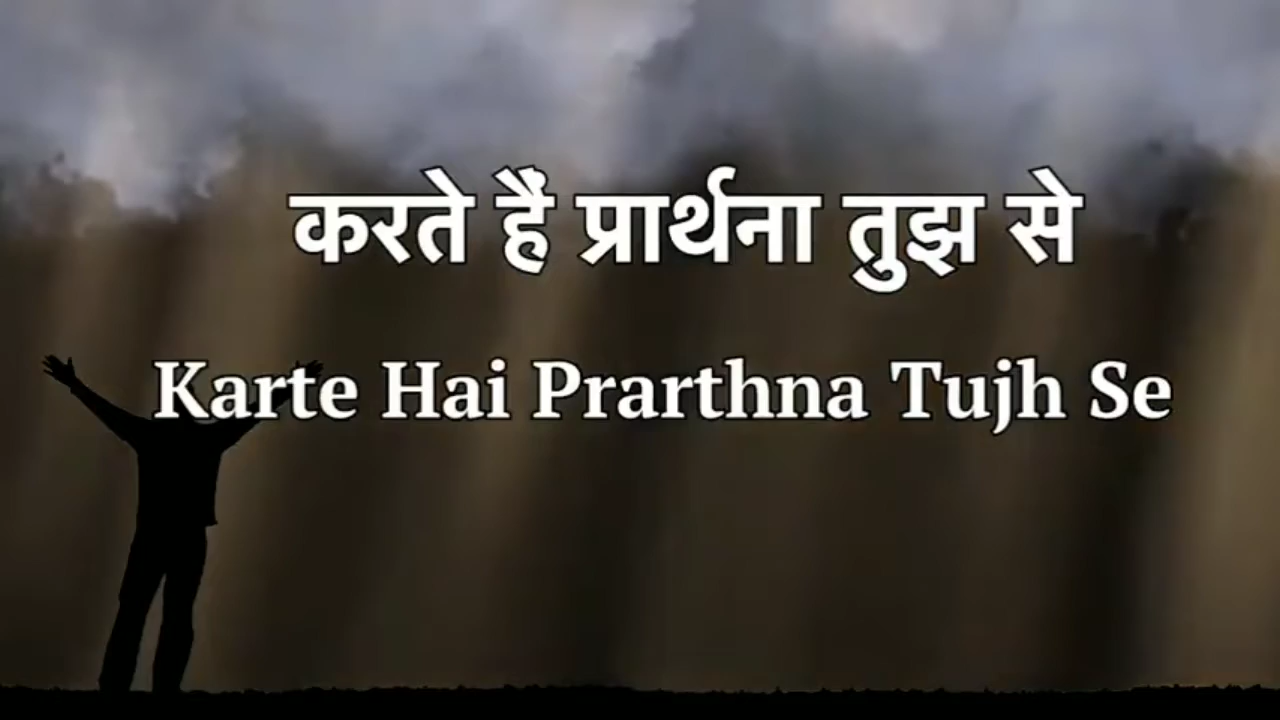 करते हैं प्रार्थना तुझ से
Karte Hai Prarthna Tujh Se